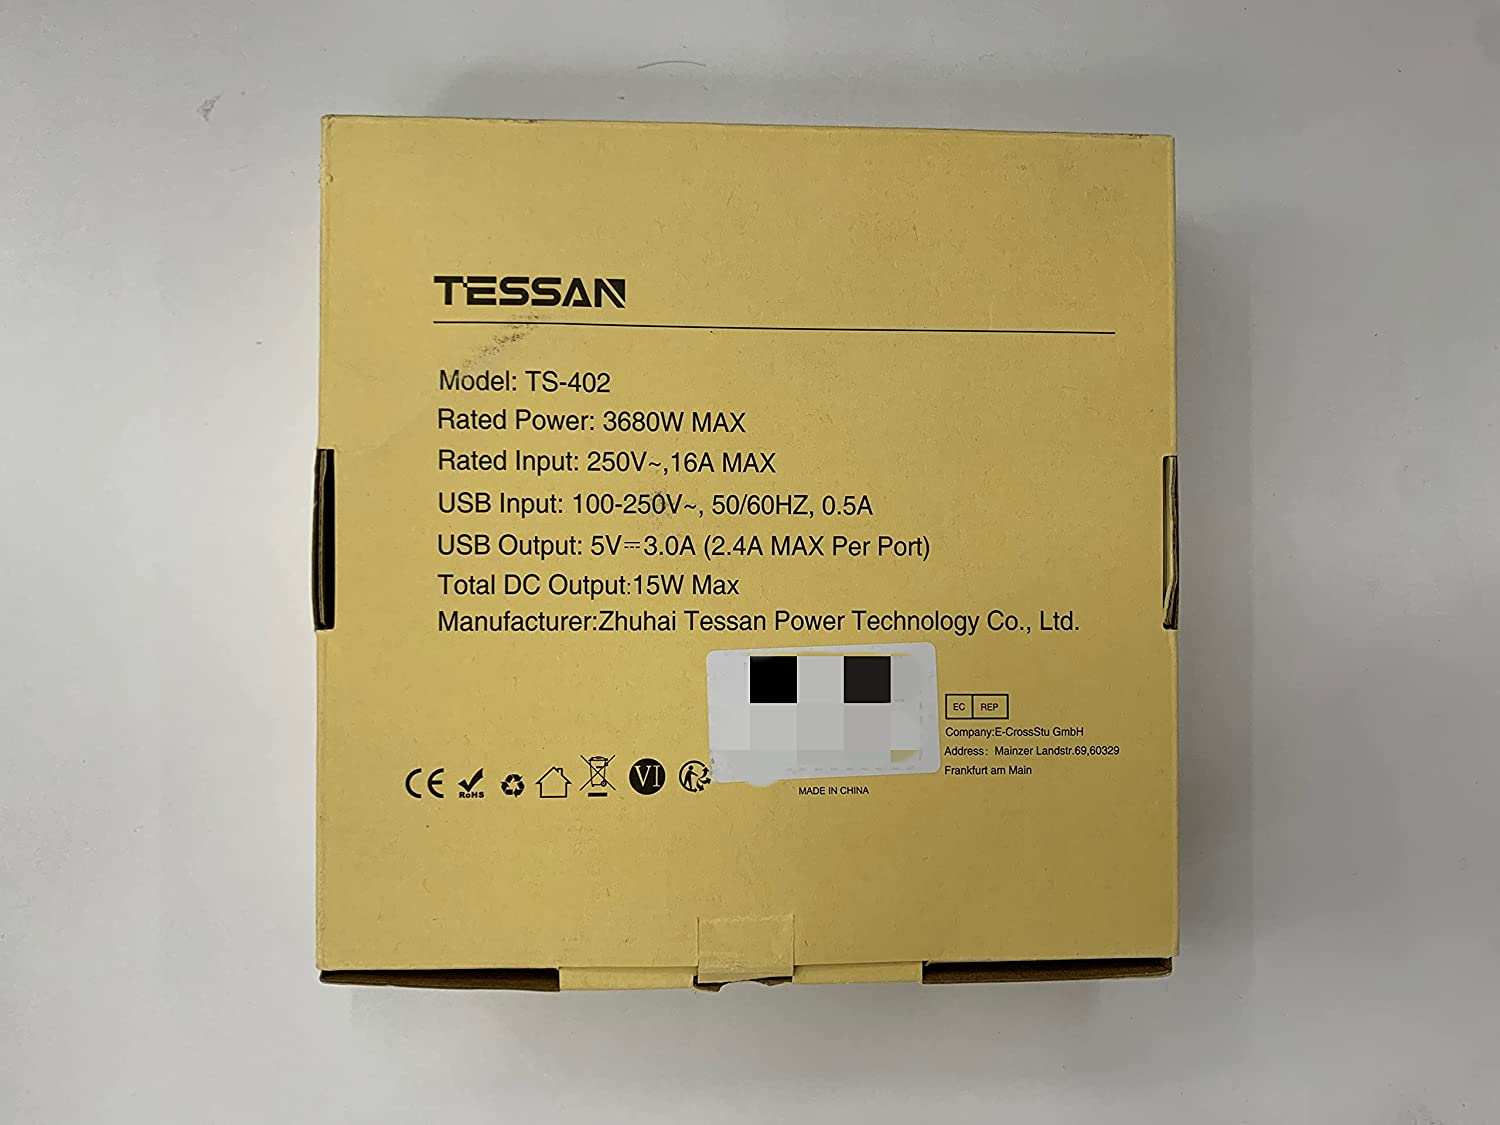 TESSAN
Model: TS-402
Rated Power: 3680W MAX
Rated Input: 250V~,16A MAX
USB Input: 100-250V~, 50/60HZ, 0.5A
USB Output: 5V⎓3.0A (2.4A MAX Per Port)
Total DC Output:15W Max
Manufacturer:Zhuhai Tessan Power Technology Co., Ltd.
EC REP
Company:E-CrossStu GmbH
Address: Mainzer Landstr.69,60329
Frankfurt am Main
CE RoHS VI
MADE IN CHINA